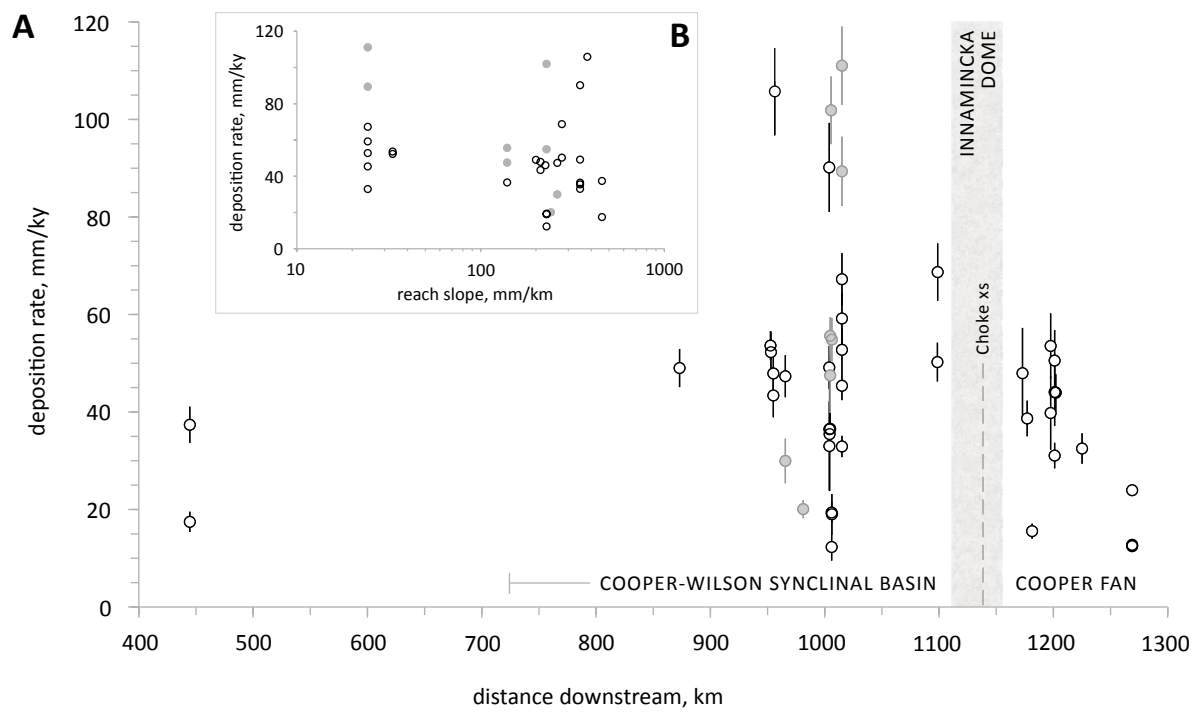 A
120
100
80
60
40
20
0
deposition rate, mm/ky
400
500
600
700
800
900
1000
1100
1200
1300
distance downstream, km
B
120
80
40
0
deposition rate, mm/ky
10
100
1000
reach slope, mm/km
INNAMINCKA
DOME
Choke xs
COOPER-WILSON SYNCLINAL BASIN
COOPER FAN